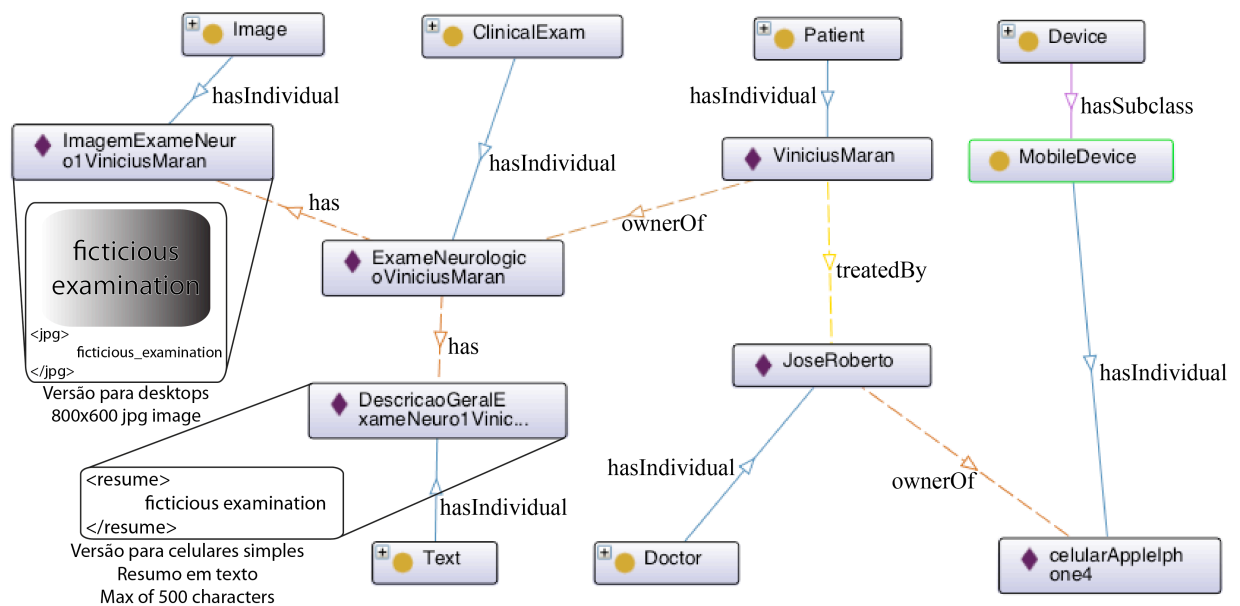 Image
ClinicalExam
Patient
Device
hasIndividual
hasIndividual
hasIndividual
hasSubclass
ImagemExameNeur
o1ViniciusMaran
ViniciusMaran
MobileDevice
has
ownerOf
ficticious
examination
<jpg>
ficticious_examination
</jpg>
Versão para desktops
800x600 jpg image
ExameNeurologic
oViniciusMaran
treatedBy
has
JoseRoberto
hasIndividual
DescricaoGeralE
xameNeuro1Vinic...
<resume>
ficticious examination
</resume>
Versão para celulares simples
Resumo em texto
Max of 500 characters
hasIndividual
hasIndividual
ownerOf
Text
Doctor
celularAppleIph
one4